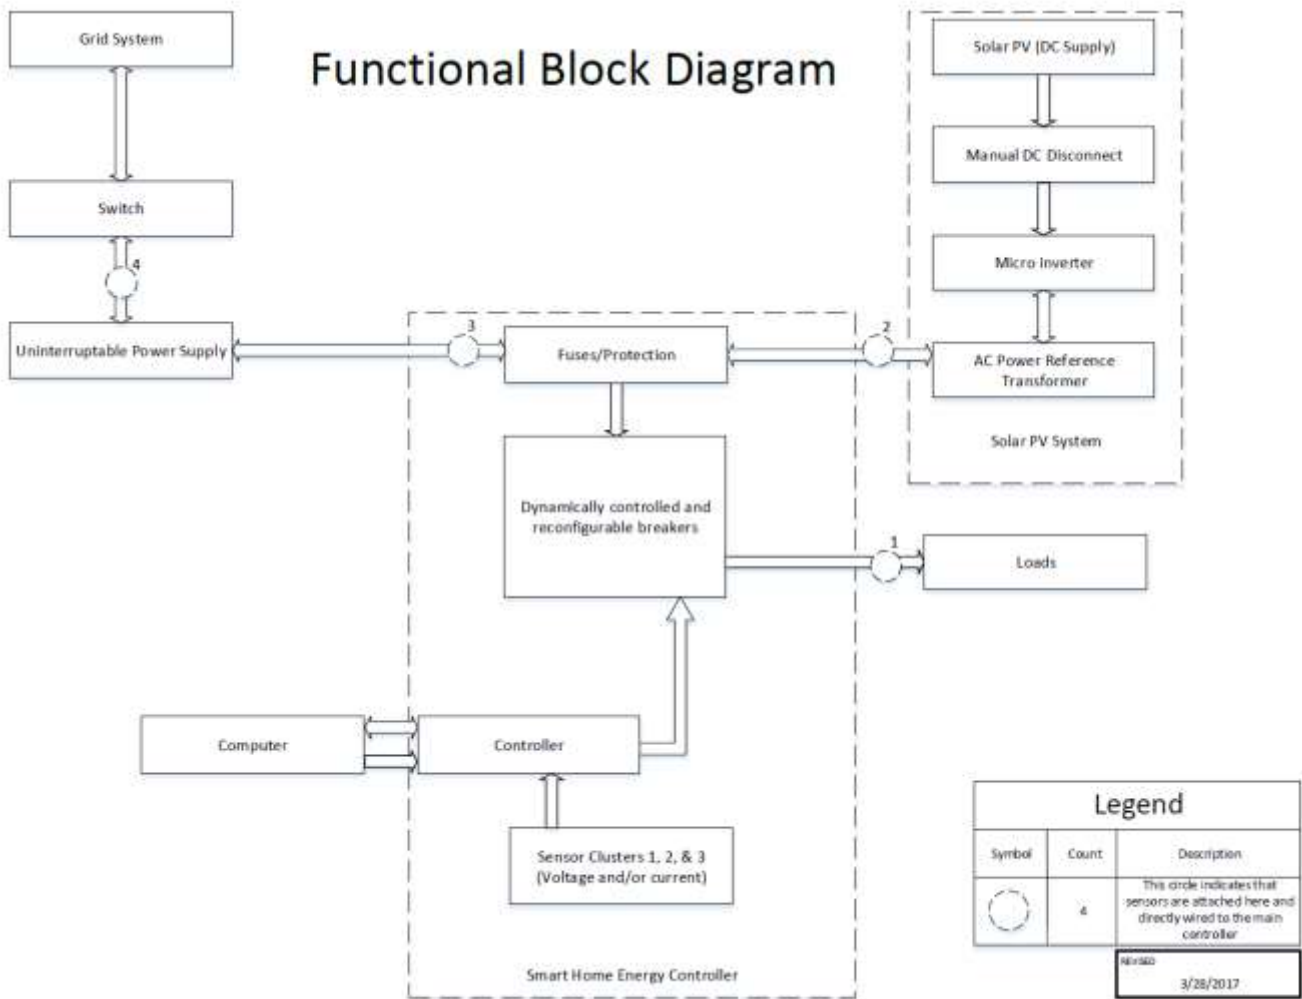 Functional Block Diagram
Grid System
Switch
4
Uninterruptable Power Supply
3
Fuses/Protection
2
Solar PV (DC Supply)
Manual DC Disconnect
Micro Inverter
AC Power Reference
Transformer
Solar PV System
Dynamically controlled and
reconfigurable breakers
1
Loads
Computer
Controller
Sensor Clusters 1, 2, & 3
(Voltage and/or current)
Smart Home Energy Controller
Legend
Symbol Count Description
4
This circle indicates that
sensors are attached here and
directly wired to the main
controller
REVISED
3/28/2017